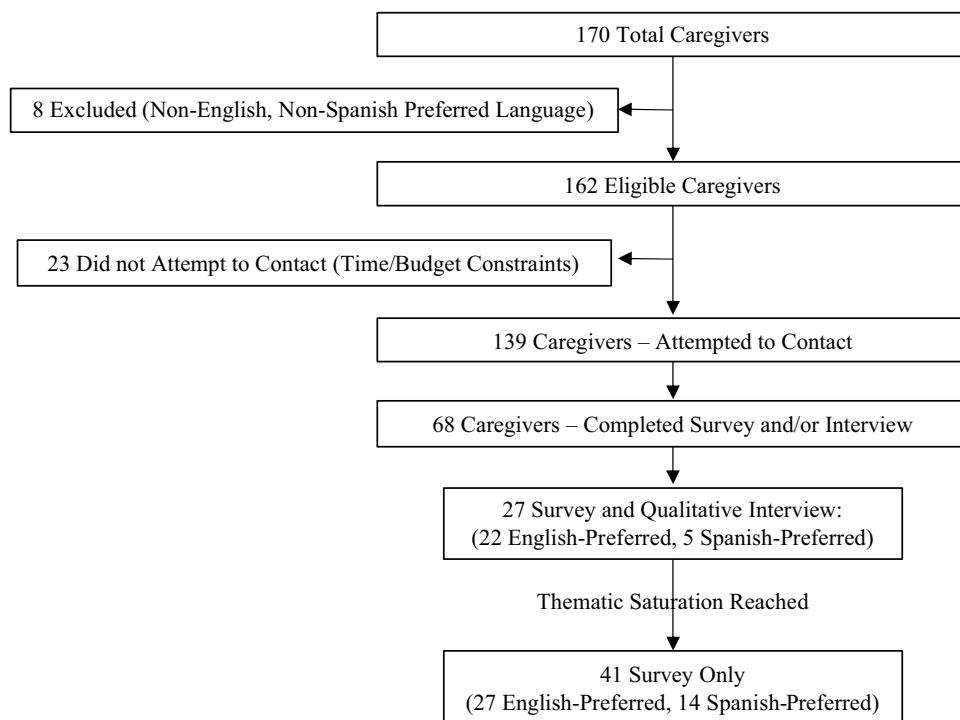 170 Total Caregivers
8 Excluded (Non-English, Non-Spanish Preferred Language)
162 Eligible Caregivers
23 Did not Attempt to Contact (Time/Budget Constraints)
139 Caregivers – Attempted to Contact
68 Caregivers – Completed Survey and/or Interview
27 Survey and Qualitative Interview:
(22 English-Preferred, 5 Spanish-Preferred)
Thematic Saturation Reached
41 Survey Only
(27 English-Preferred, 14 Spanish-Preferred)